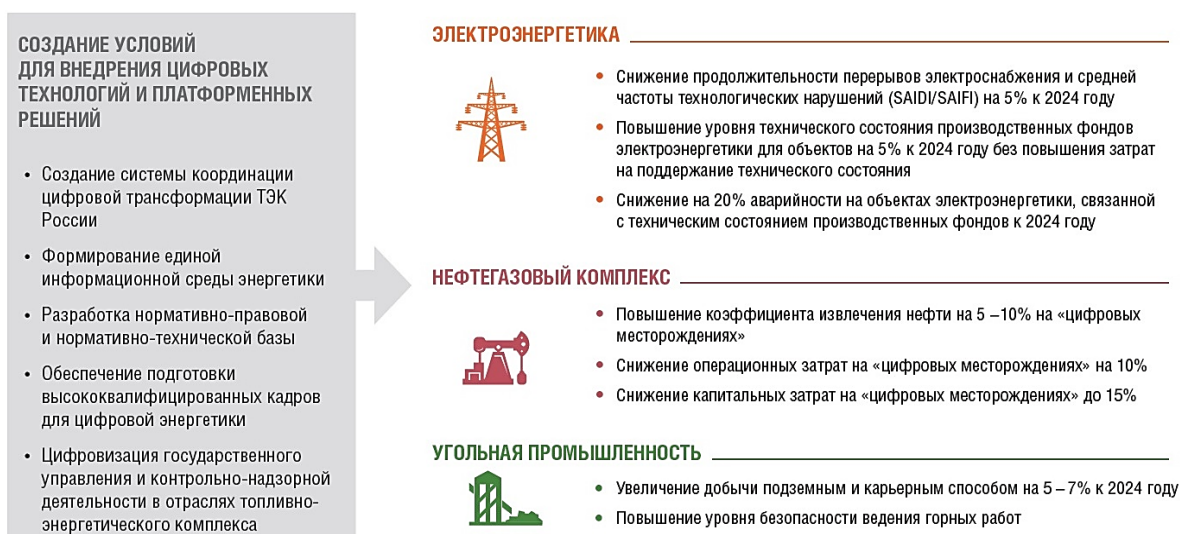 СОЗДАНИЕ УСЛОВИЙ
ДЛЯ ВНЕДРЕНИЯ ЦИФРОВЫХ
ТЕХНОЛОГИЙ И ПЛАТФОРМЕННЫХ
РЕШЕНИЙ
• Создание системы координации
цифровой трансформации ТЭК
России
• Формирование единой
информационной среды энергетики
• Разработка нормативно-правовой
и нормативно-технической базы
• Обеспечение подготовки
высококвалифицированных кадров
для цифровой энергетики
• Цифровизация государственного
управления и контрольно-надзорной
деятельности в отраслях топливно-
энергетического комплекса
ЭЛЕКТРОЭНЕРГЕТИКА
• Снижение продолжительности перерывов электроснабжения и средней
частоты технологических нарушений (SAIDI/SAIFI) на 5% к 2024 году
• Повышение уровня технического состояния производственных фондов
электроэнергетики для объектов на 5% к 2024 году без повышения затрат
на поддержание технического состояния
• Снижение на 20% аварийности на объектах электроэнергетики, связанной
с техническим состоянием производственных фондов к 2024 году
НЕФТЕГАЗОВЫЙ КОМПЛЕКС
• Повышение коэффициента извлечения нефти на 5 –10% на «цифровых
месторождениях»
• Снижение операционных затрат на «цифровых месторождениях» на 10%
• Снижение капитальных затрат на «цифровых месторождениях» до 15%
УГОЛЬНАЯ ПРОМЫШЛЕННОСТЬ
• Увеличение добычи подземным и карьерным способом на 5 – 7% к 2024 году
• Повышение уровня безопасности ведения горных работ